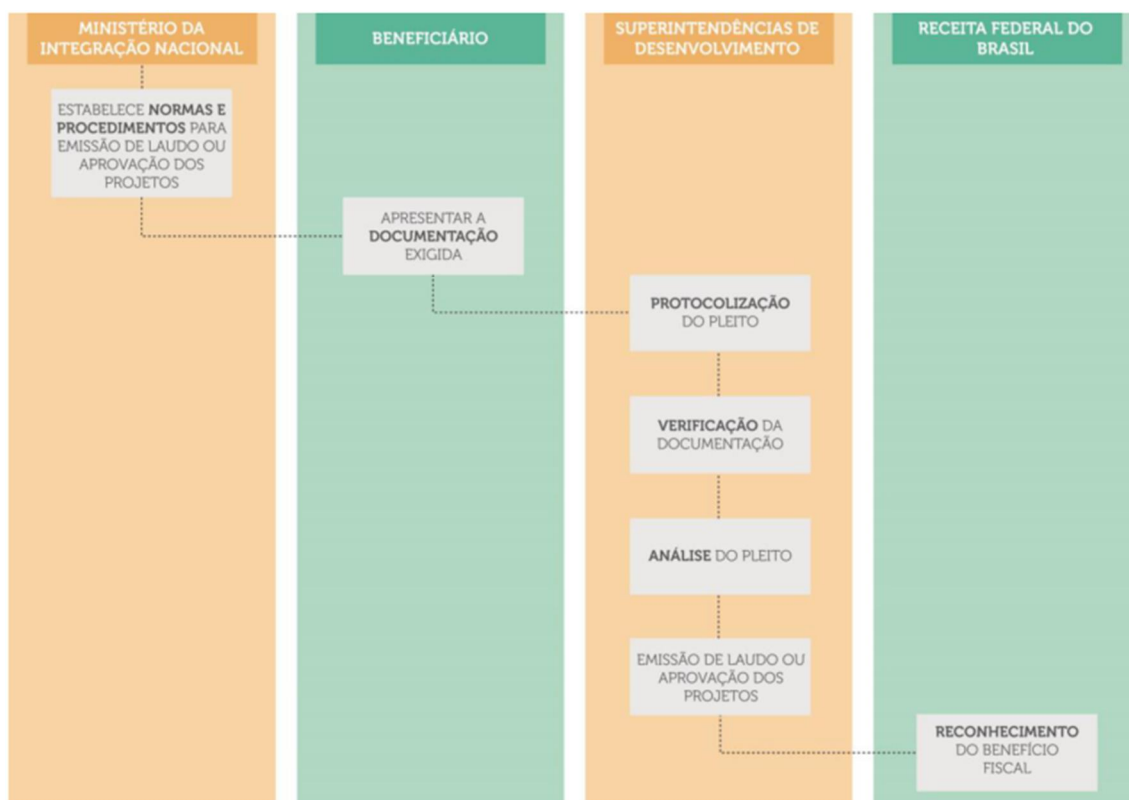 MINISTÉRIO DA
INTEGRAÇÃO NACIONAL
BENEFICIÁRIO
SUPERINTENDÊNCIAS DE
DESENVOLVIMENTO
RECEITA FEDERAL DO
BRASIL
ESTABELECE NORMAS E
PROCEDIMENTOS PARA
EMISSÃO DE LAUDO OU
APROVAÇÃO DOS
PROJETOS
APRESENTAR A
DOCUMENTAÇÃO
EXIGIDA
PROTOCOLIZAÇÃO
DO PLEITO
VERIFICAÇÃO DA
DOCUMENTAÇÃO
ANÁLISE DO PLEITO
EMISSÃO DE LAUDO OU
APROVAÇÃO DOS
PROJETOS
RECONHECIMENTO
DO BENEFÍCIO
FISCAL